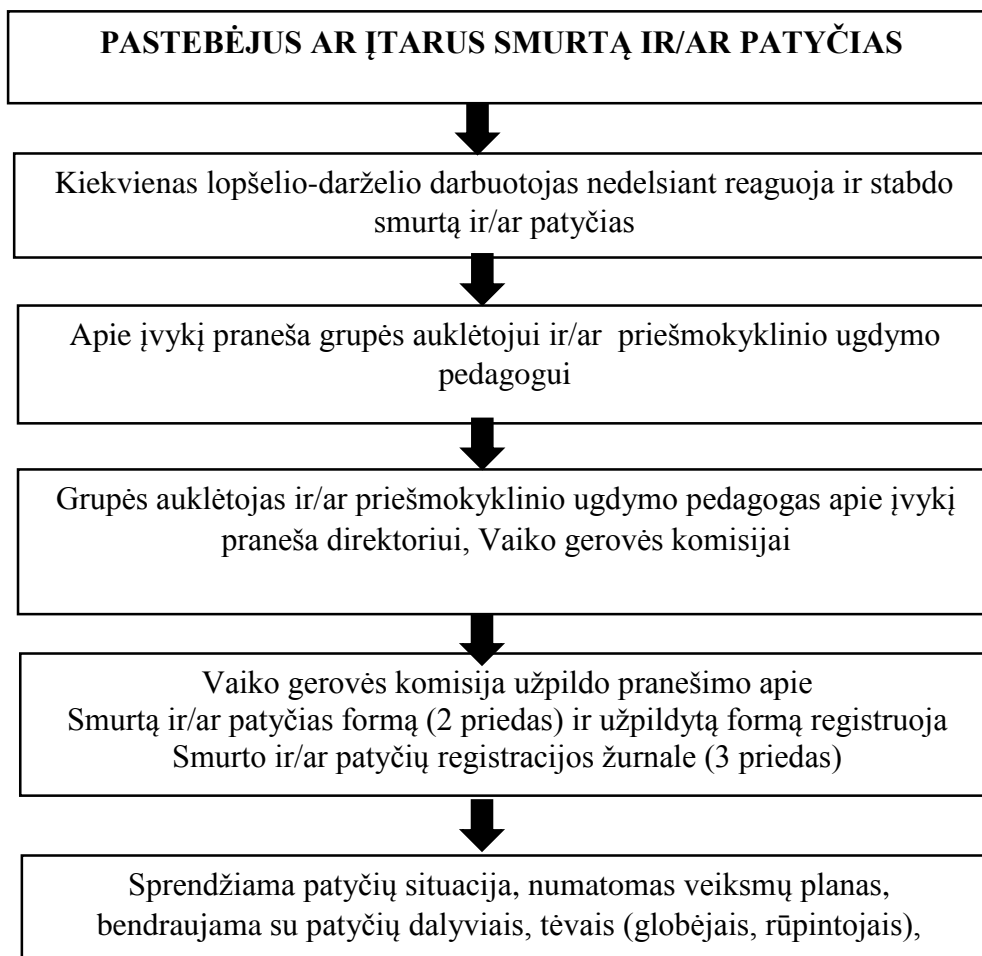 PASTEBĖJUS AR ĮTARUS SMURTĄ IR/AR PATYČIAS
Kiekvienas lopšelio-darželio darbuotojas nedelsiant reaguoja ir stabdo
smurtą ir/ar patyčias
Apie įvykį praneša grupės auklėtojui ir/ar priešmokyklinio ugdymo
pedagogui
Grupės auklėtojas ir/ar priešmokyklinio ugdymo pedagogas apie įvykį
praneša direktoriui, Vaiko gerovės komisijai
Vaiko gerovės komisija užpildo pranešimo apie
Smurtą ir/ar patyčias formą (2 priedas) ir užpildytą formą registruoja
Smurto ir/ar patyčių registracijos žurnale (3 priedas)
Sprendžiama patyčių situacija, numatomas veiksmų planas,
bendraujama su patyčių dalyviais, tėvais (globėjais, rūpintojais),